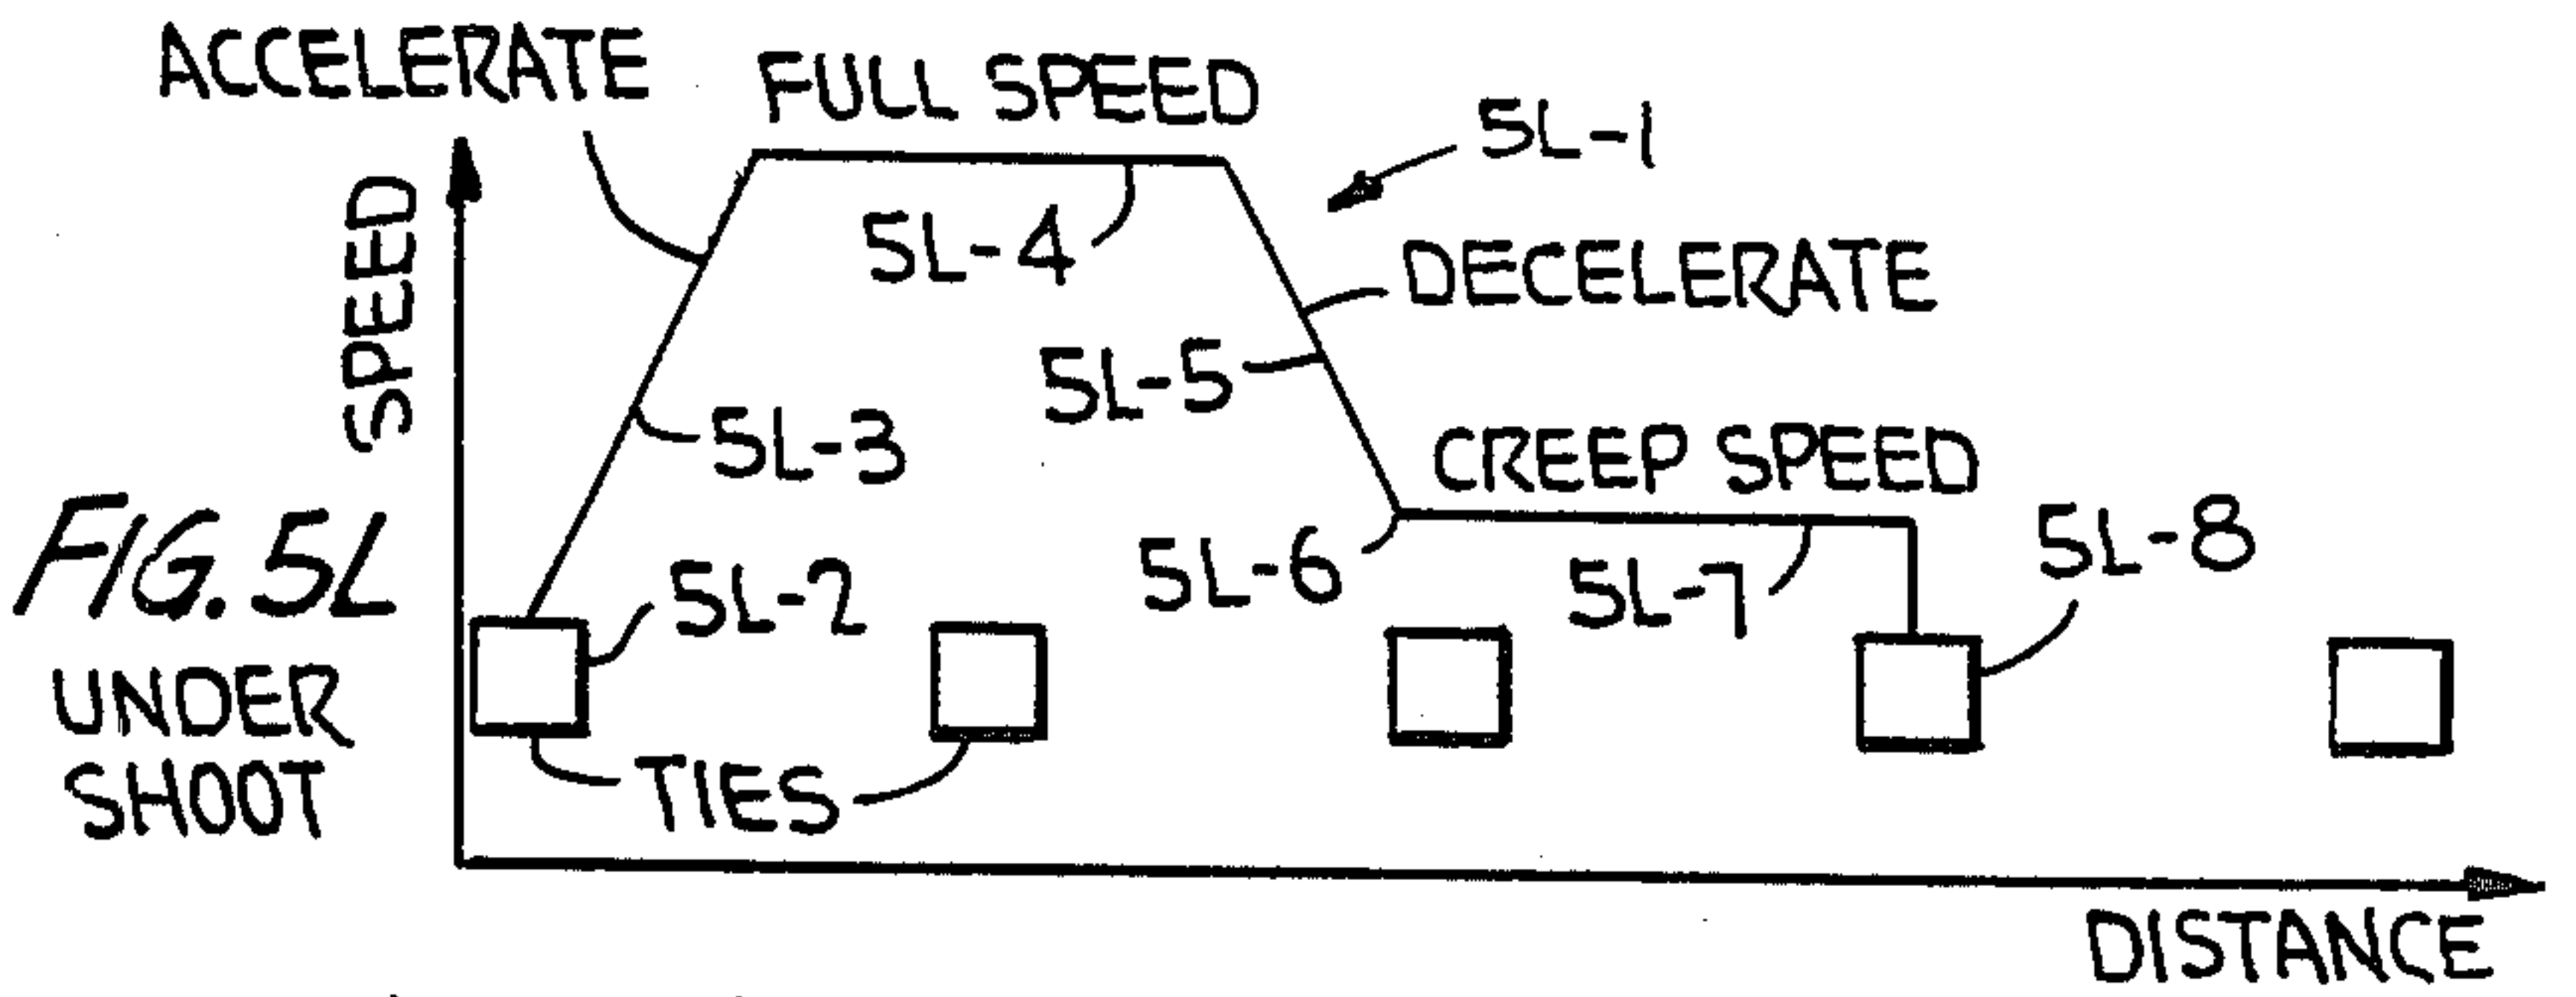 ACCELERATE
FULL SPEED
5L-1
SPEED
5L-4
DECELERATE
5L-5
5L-3
CREEP SPEED
FIG. 5L
UNDER
SHOOT
5L-2
5L-6
5L-7
5L-8
TIES
DISTANCE